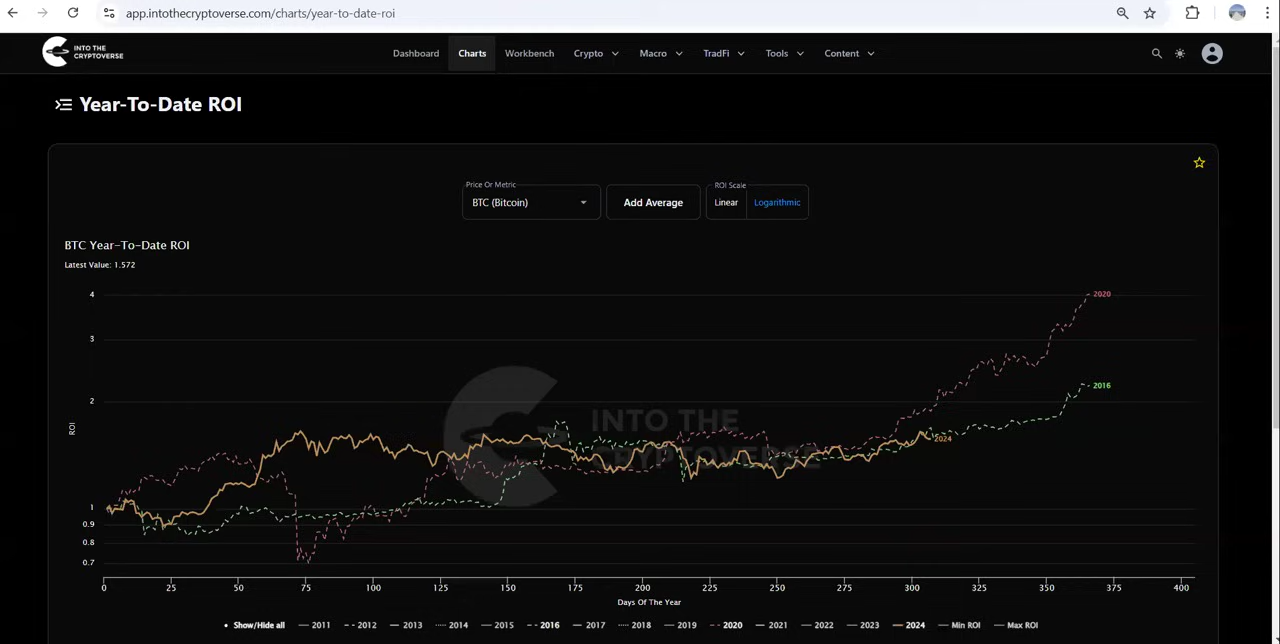 app.intothecryptoverse.com/charts/year-to-date-roi
INTO THE
CRYPTOVERSE
Dashboard Charts Workbench Crypto Macro TradFi Tools Content
Year-To-Date ROI
Price Or Metric
BTC (Bitcoin)
Add Average
ROI Scale
Linear Logarithmic
BTC Year-To-Date ROI
Latest Value: 1.572
4
3
2
1
0.9
0.8
0.7
ROI
2020
2016
2024
INTO THE
CRYPTOVERSE
0 25 50 75 100 125 150 175 200 225 250 275 300 325 350 375 400
Days Of The Year
Show/Hide all 2011 2012 2013 2014 2015 2016 2017 2018 2019 2020 2021 2022 2023 2024 Min ROI Max ROI